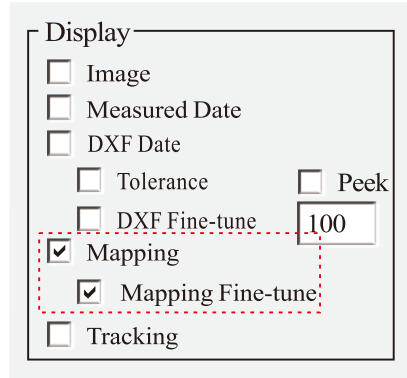 Display
Image
Measured Date
DXF Date
Tolerance Peek
DXF Fine-tune 100
Mapping
Mapping Fine-tune
Tracking